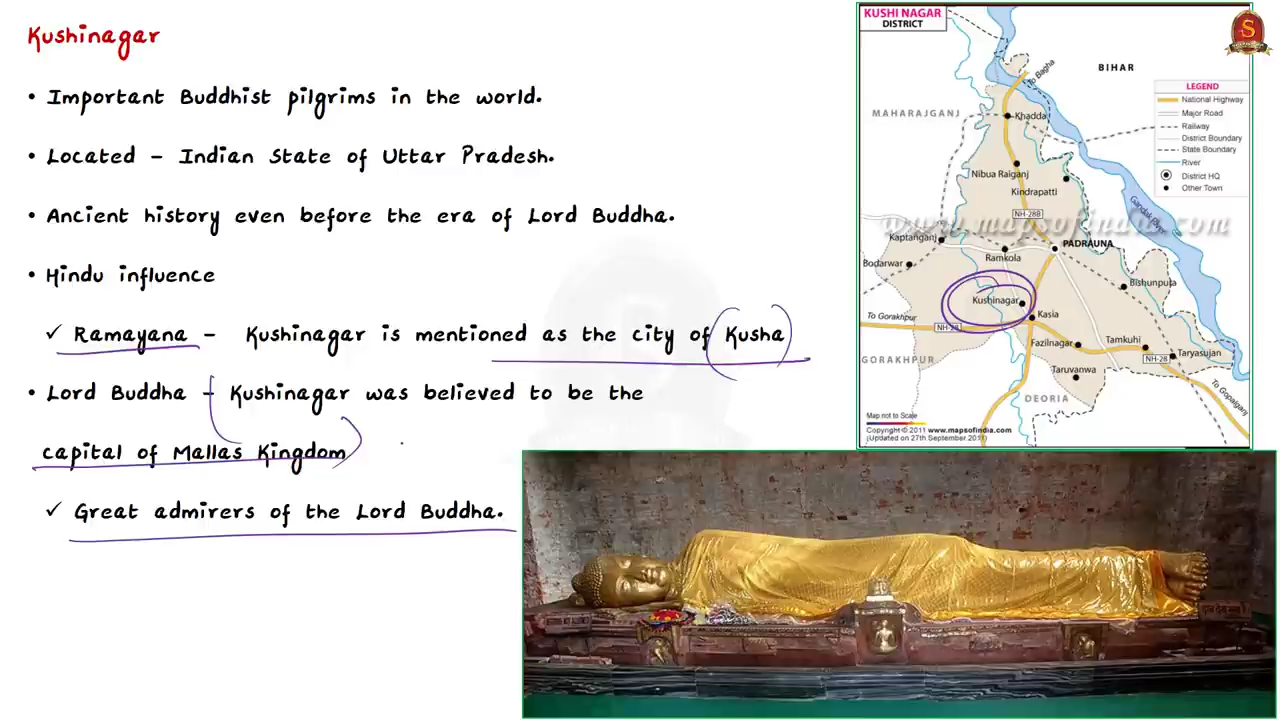 Kushinagar
• Important Buddhist pilgrims in the world.
• Located – Indian State of Uttar Pradesh.
• Ancient history even before the era of Lord Buddha.
• Hindu influence
✓ Ramayana – Kushinagar is mentioned as the city of Kusha
• Lord Buddha – Kushinagar was believed to be the
capital of Mallas Kingdom
✓ Great admirers of the Lord Buddha.
KUSHI NAGAR
DISTRICT
S
BIHAR
To Bagha
MAHARAJGANJ
Khadda
LEGEND
National Highway
Major Road
Railway
District Boundary
State Boundary
River
District HQ
Other Town
Nibua Raiganj
Kindrapatti
NH-28B
Gandak River
www.mapsofindia.com
Kaptanganj
PADRAUNA
Ramkola
Bodarwar
Bishunpura
Kushinagar
Kasia
To Gorakhpur
NH-28
Fazilnagar
Tamkuhi
NH-28
Taryasujan
GORAKHPUR
Taruvanwa
To Gopalganj
DEORIA
Map not to Scale
Copyright © 2011 www.mapsofindia.com
(Updated on 27th September 2011)